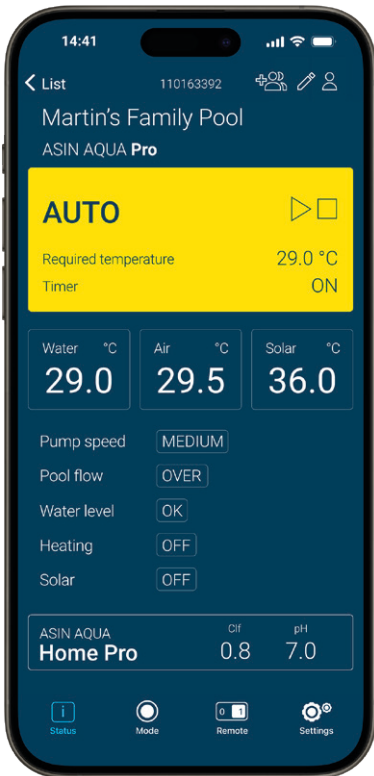 14:41
List 110163392
Martin's Family Pool
ASIN AQUA Pro
AUTO
Required temperature 29.0 °C
Timer ON
Water °C Air °C Solar °C
29.0 29.5 36.0
Pump speed MEDIUM
Pool flow OVER
Water level OK
Heating OFF
Solar OFF
ASIN AQUA Clf pH
Home Pro 0.8 7.0
i 0 1
Status Mode Remote Settings